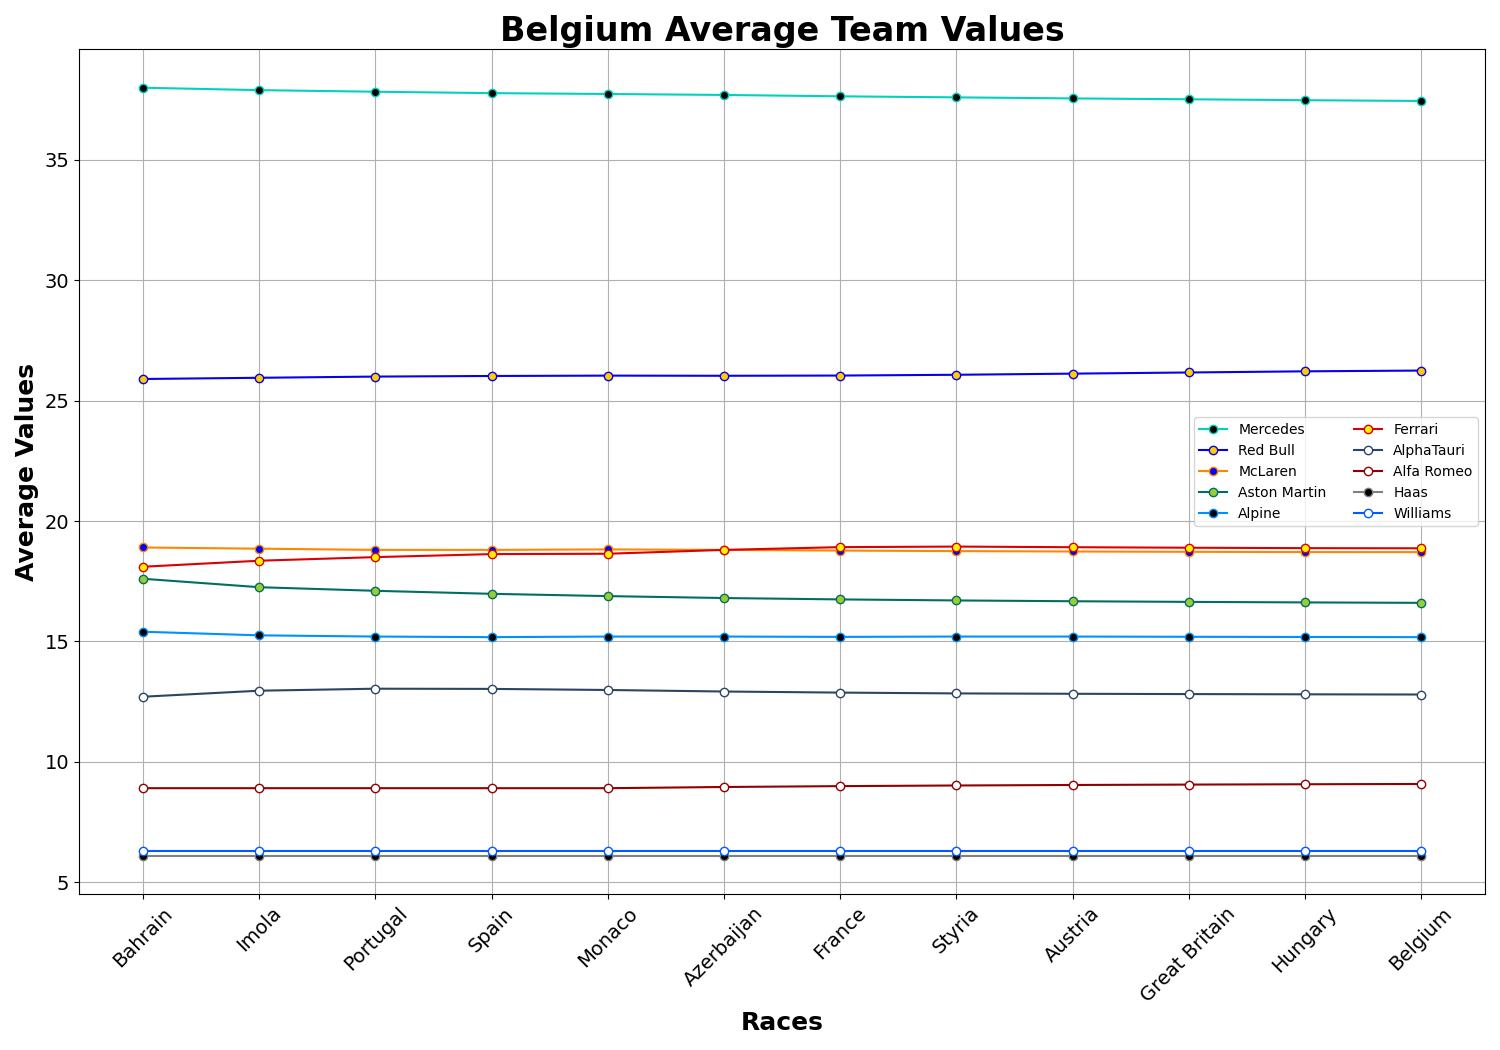 Belgium Average Team Values
Average Values
35
30
25
20
15
10
5
Mercedes
Red Bull
McLaren
Aston Martin
Alpine
Ferrari
AlphaTauri
Alfa Romeo
Haas
Williams
Bahrain
Imola
Portugal
Spain
Monaco
Azerbaijan
France
Styria
Austria
Great Britain
Hungary
Belgium
Races